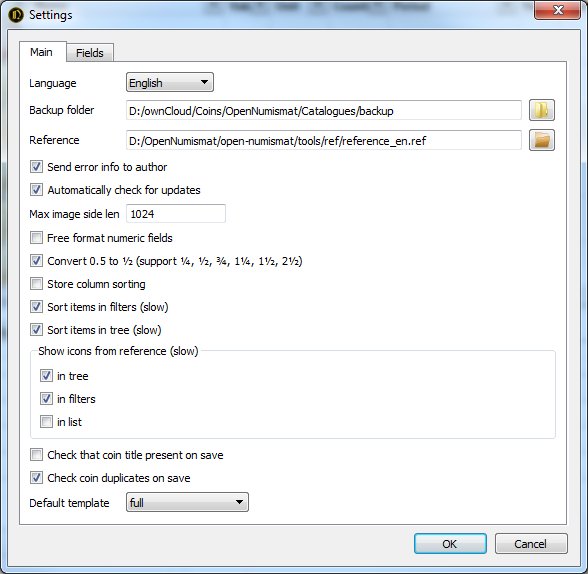 Settings
Main Fields
Language English
Backup folder D:/ownCloud/Coins/OpenNumismat/Catalogues/backup
Reference D:/OpenNumismat/open-numismat/tools/ref/reference_en.ref
Send error info to author
Automatically check for updates
Max image side len 1024
Free format numeric fields
Convert 0.5 to ½ (support ¼, ½, ¾, 1¼, 1½, 2½)
Store column sorting
Sort items in filters (slow)
Sort items in tree (slow)
Show icons from reference (slow)
in tree
in filters
in list
Check that coin title present on save
Check coin duplicates on save
Default template full
OK Cancel